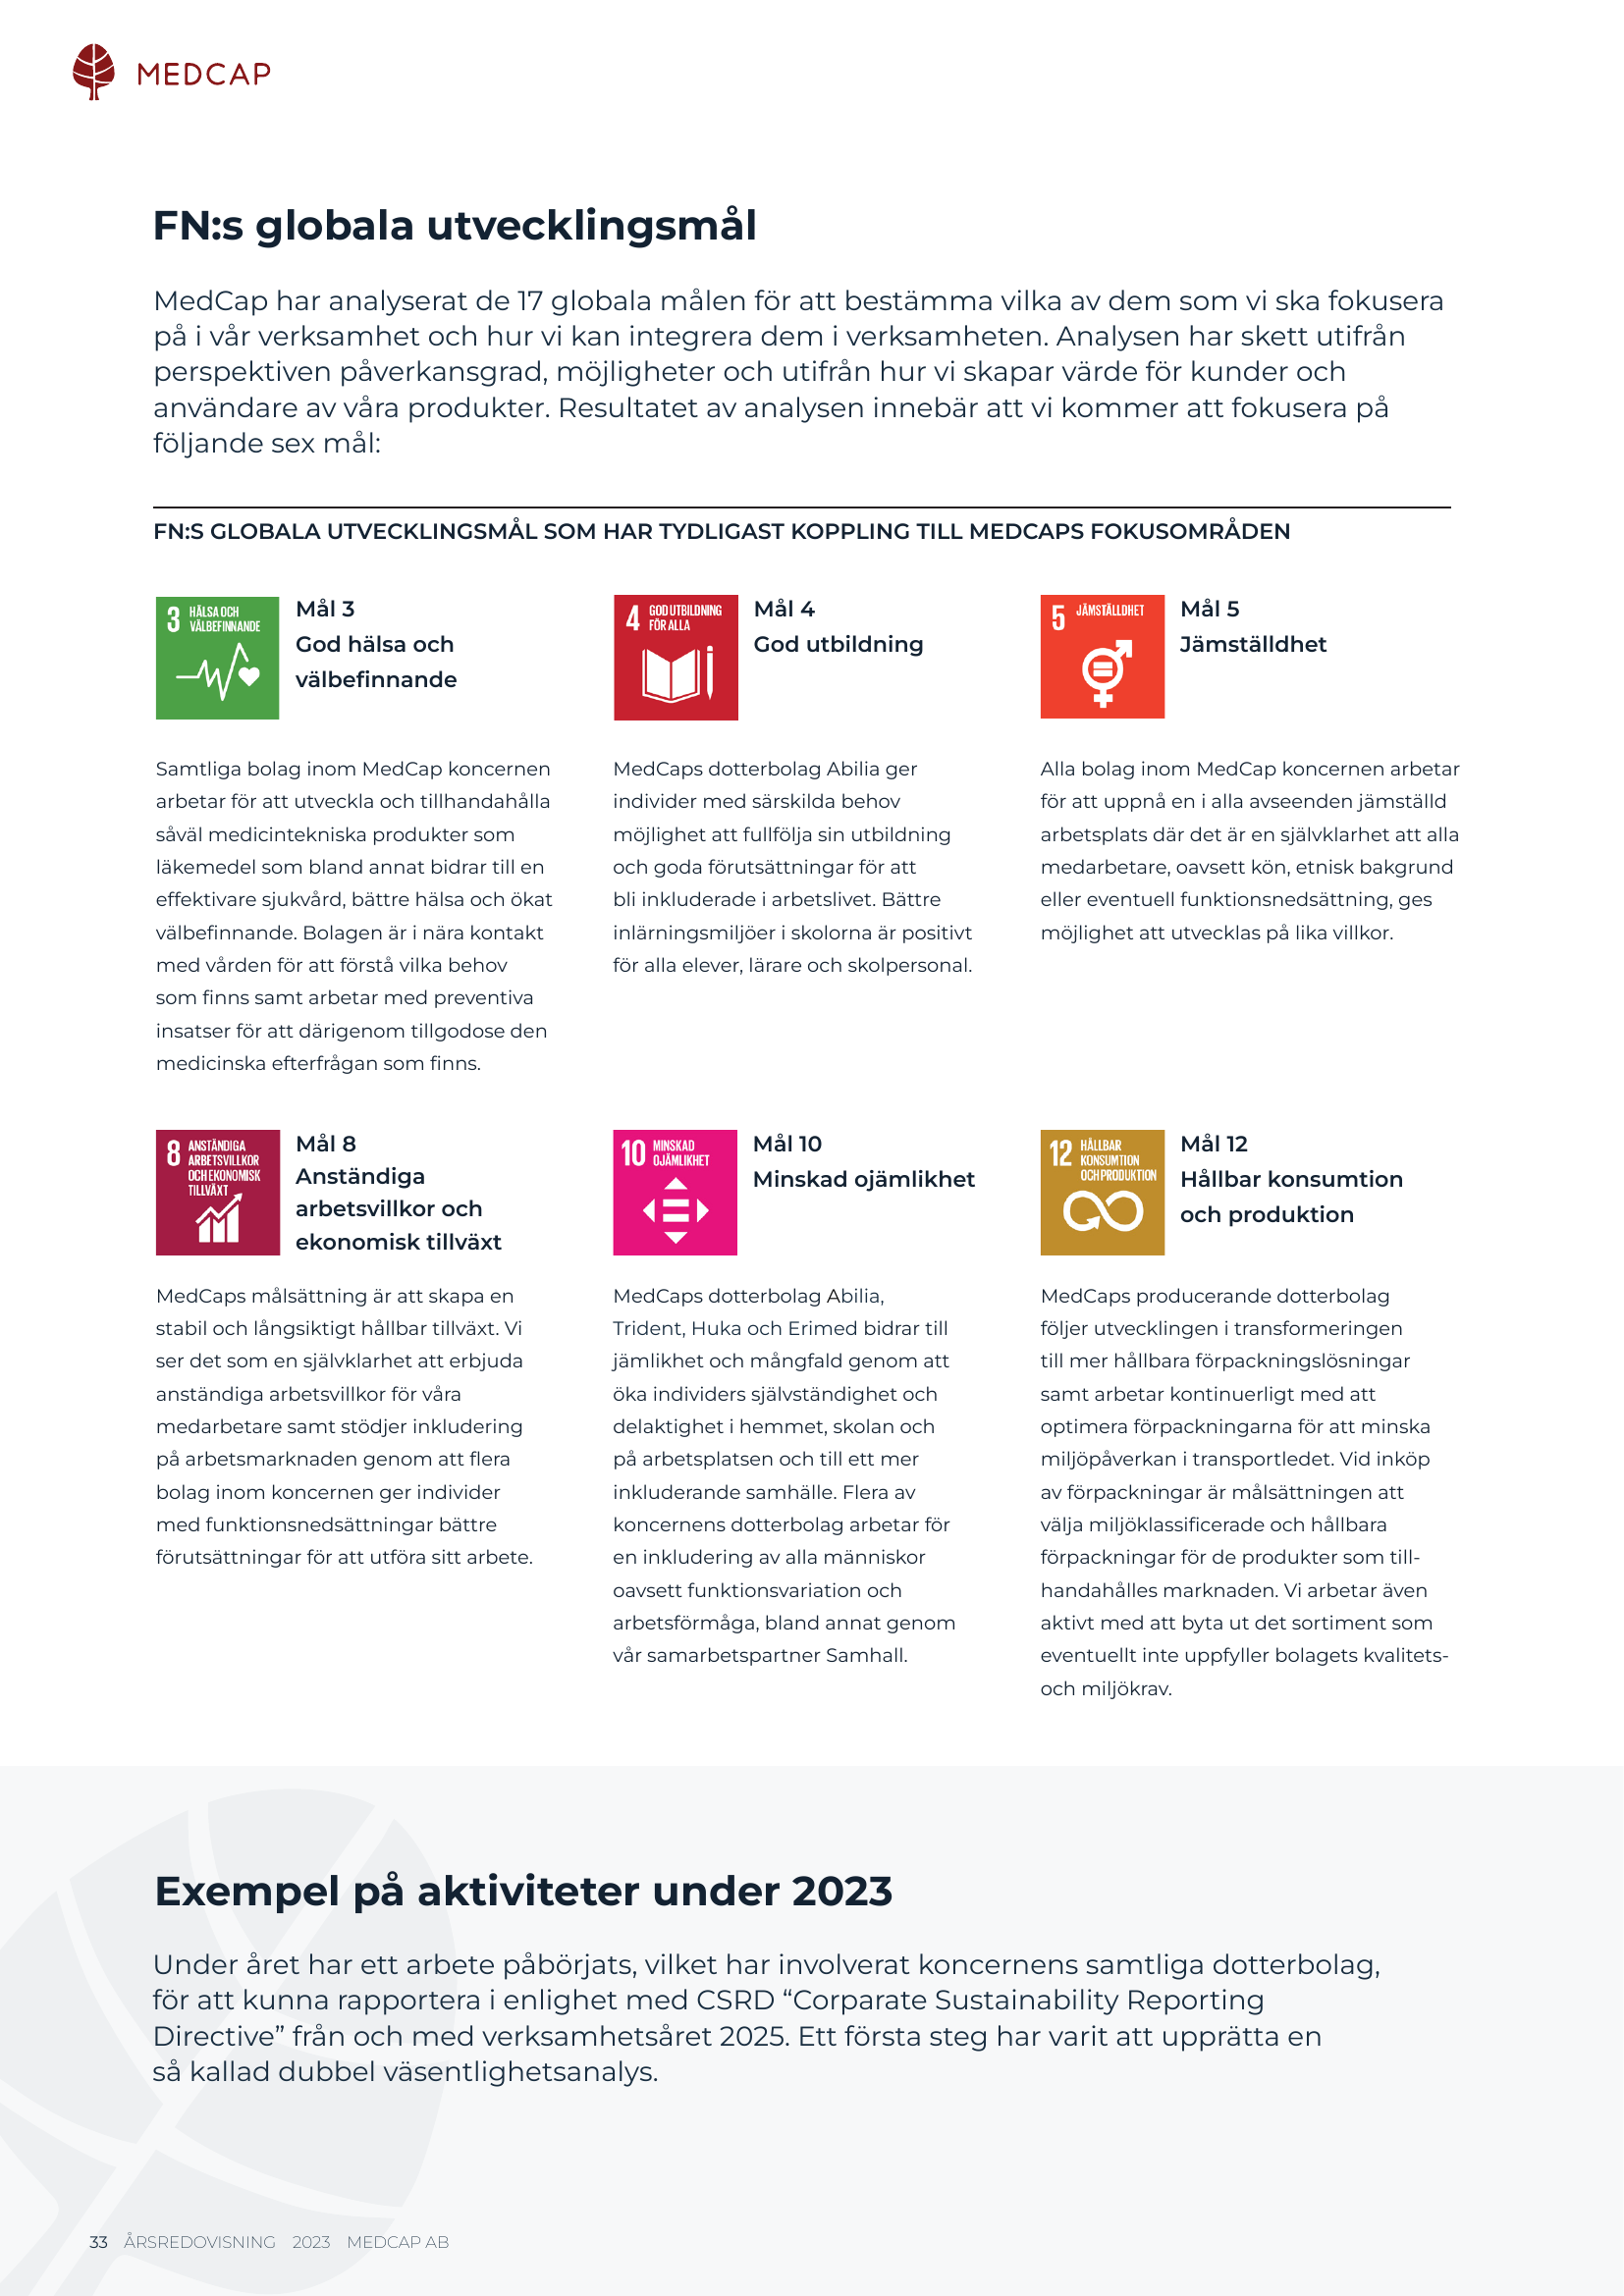 MEDCAP
FN:s globala utvecklingsmål
MedCap har analyserat de 17 globala målen för att bestämma vilka av dem som vi ska fokusera
på i vår verksamhet och hur vi kan integrera dem i verksamheten. Analysen har skett utifrån
perspektiven påverkansgrad, möjligheter och utifrån hur vi skapar värde för kunder och
användare av våra produkter. Resultatet av analysen innebär att vi kommer att fokusera på
följande sex mål:
FN:S GLOBALA UTVECKLINGSMÅL SOM HAR TYDLIGAST KOPPLING TILL MEDCAPS FOKUSOMRÅDEN
3 HÄLSA OCH
VÄLBEFINNANDE
Mål 3
God hälsa och
välbefinnande
Samtliga bolag inom MedCap koncernen
arbetar för att utveckla och tillhandahålla
såväl medicintekniska produkter som
läkemedel som bland annat bidrar till en
effektivare sjukvård, bättre hälsa och ökat
välbefinnande. Bolagen är i nära kontakt
med vården för att förstå vilka behov
som finns samt arbetar med preventiva
insatser för att därigenom tillgodose den
medicinska efterfrågan som finns.
4 GOD UTBILDNING
FÖR ALLA
Mål 4
God utbildning
MedCaps dotterbolag Abilia ger
individer med särskilda behov
möjlighet att fullfölja sin utbildning
och goda förutsättningar för att
bli inkluderade i arbetslivet. Bättre
inlärningsmiljöer i skolorna är positivt
för alla elever, lärare och skolpersonal.
5 JÄMSTÄLLDHET
Mål 5
Jämställdhet
Alla bolag inom MedCap koncernen arbetar
för att uppnå en i alla avseenden jämställd
arbetsplats där det är en självklarhet att alla
medarbetare, oavsett kön, etnisk bakgrund
eller eventuell funktionsnedsättning, ges
möjlighet att utvecklas på lika villkor.
8 ANSTÄNDIGA
ARBETSVILLKOR
OCH EKONOMISK
TILLVÄXT
Mål 8
Anständiga
arbetsvillkor och
ekonomisk tillväxt
MedCaps målsättning är att skapa en
stabil och långsiktigt hållbar tillväxt. Vi
ser det som en självklarhet att erbjuda
anständiga arbetsvillkor för våra
medarbetare samt stödjer inkludering
på arbetsmarknaden genom att flera
bolag inom koncernen ger individer
med funktionsnedsättningar bättre
förutsättningar för att utföra sitt arbete.
10 MINSKAD
OJÄMLIKHET
Mål 10
Minskad ojämlikhet
MedCaps dotterbolag Abilia,
Trident, Huka och Erimed bidrar till
jämlikhet och mångfald genom att
öka individers självständighet och
delaktighet i hemmet, skolan och
på arbetsplatsen och till ett mer
inkluderande samhälle. Flera av
koncernens dotterbolag arbetar för
en inkludering av alla människor
oavsett funktionsvariation och
arbetsförmåga, bland annat genom
vår samarbetspartner Samhall.
12 HÅLLBAR
KONSUMTION
OCH PRODUKTION
Mål 12
Hållbar konsumtion
och produktion
MedCaps producerande dotterbolag
följer utvecklingen i transformeringen
till mer hållbara förpackningslösningar
samt arbetar kontinuerligt med att
optimera förpackningarna för att minska
miljöpåverkan i transportledet. Vid inköp
av förpackningar är målsättningen att
välja miljöklassificerade och hållbara
förpackningar för de produkter som till-
handahålles marknaden. Vi arbetar även
aktivt med att byta ut det sortiment som
eventuellt inte uppfyller bolagets kvalitets-
och miljökrav.
Exempel på aktiviteter under 2023
Under året har ett arbete påbörjats, vilket har involverat koncernens samtliga dotterbolag,
för att kunna rapportera i enlighet med CSRD “Corparate Sustainability Reporting
Directive” från och med verksamhetsåret 2025. Ett första steg har varit att upprätta en
så kallad dubbel väsentlighetsanalys.
33 ÅRSREDOVISNING 2023 MEDCAP AB